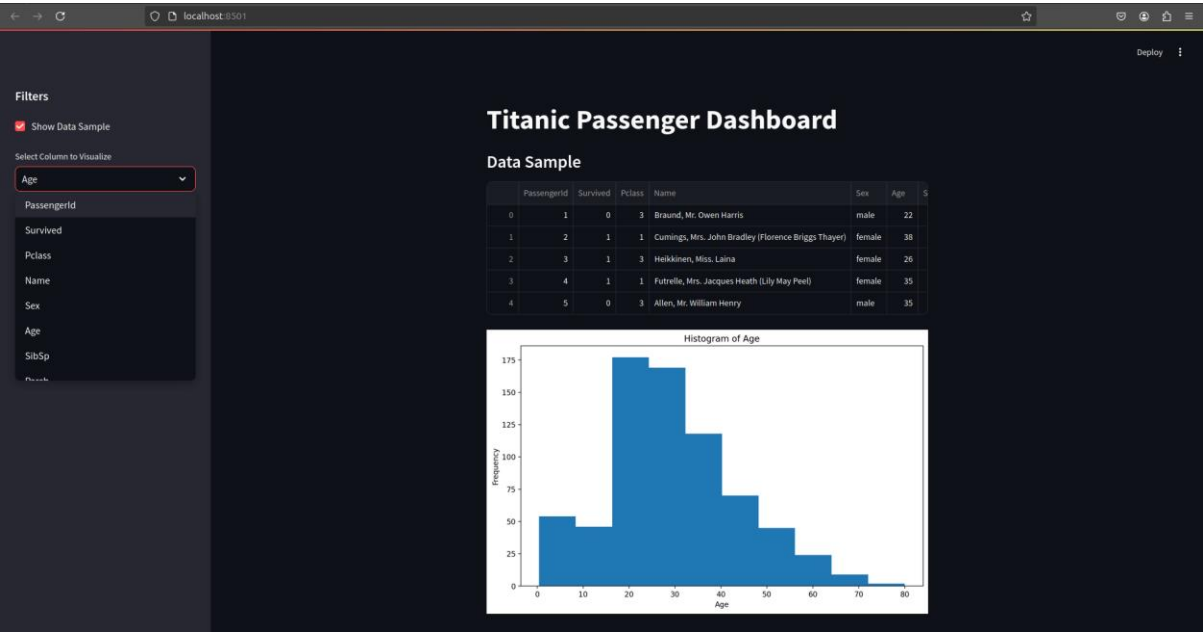 localhost:8501
Deploy
Filters
Show Data Sample
Select Column to Visualize
Age
PassengerId
Survived
Pclass
Name
Sex
Age
SibSp
Parch
Titanic Passenger Dashboard
Data Sample
PassengerId Survived Pclass Name Sex Age S
0 1 0 3 Braund, Mr. Owen Harris male 22
1 2 1 1 Cumings, Mrs. John Bradley (Florence Briggs Thayer) female 38
2 3 1 3 Heikkinen, Miss. Laina female 26
3 4 1 1 Futrelle, Mrs. Jacques Heath (Lily May Peel) female 35
4 5 0 3 Allen, Mr. William Henry male 35
Histogram of Age
175
150
125
100
75
50
25
0
Frequency
0 10 20 30 40 50 60 70 80
Age